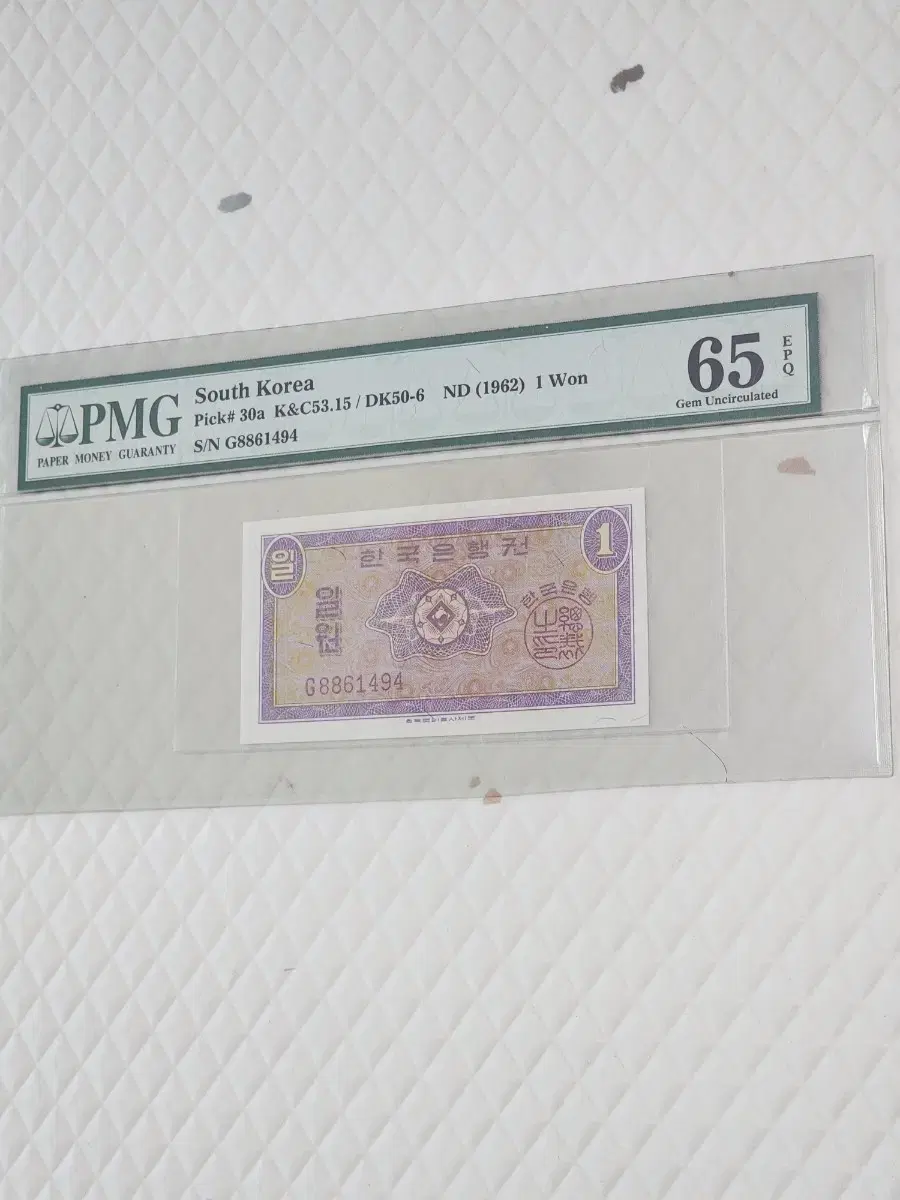 PMG
PAPER MONEY GUARANTY
South Korea
Pick# 30a K&C53.15 / DK50-6 ND (1962) 1 Won
S/N G8861494
65
EPQ
Gem Uncirculated
일
한국은행권
1
일원
한국은행
G8861494